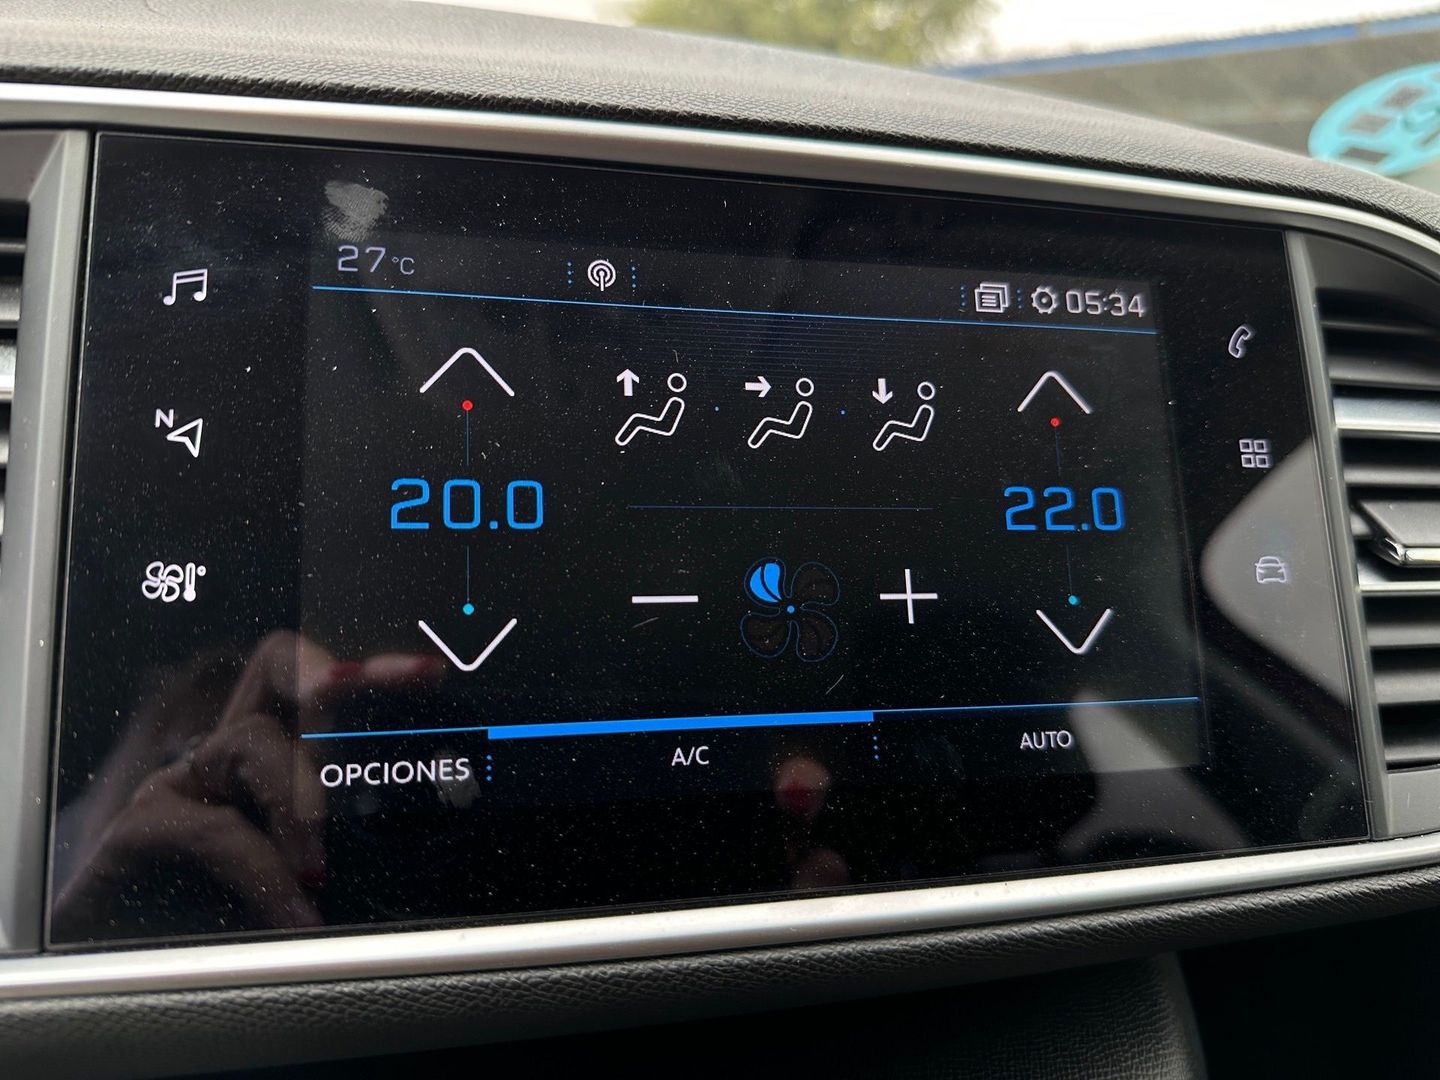 27 °C
05:34
N
20.0
22.0
OPCIONES
A/C
AUTO